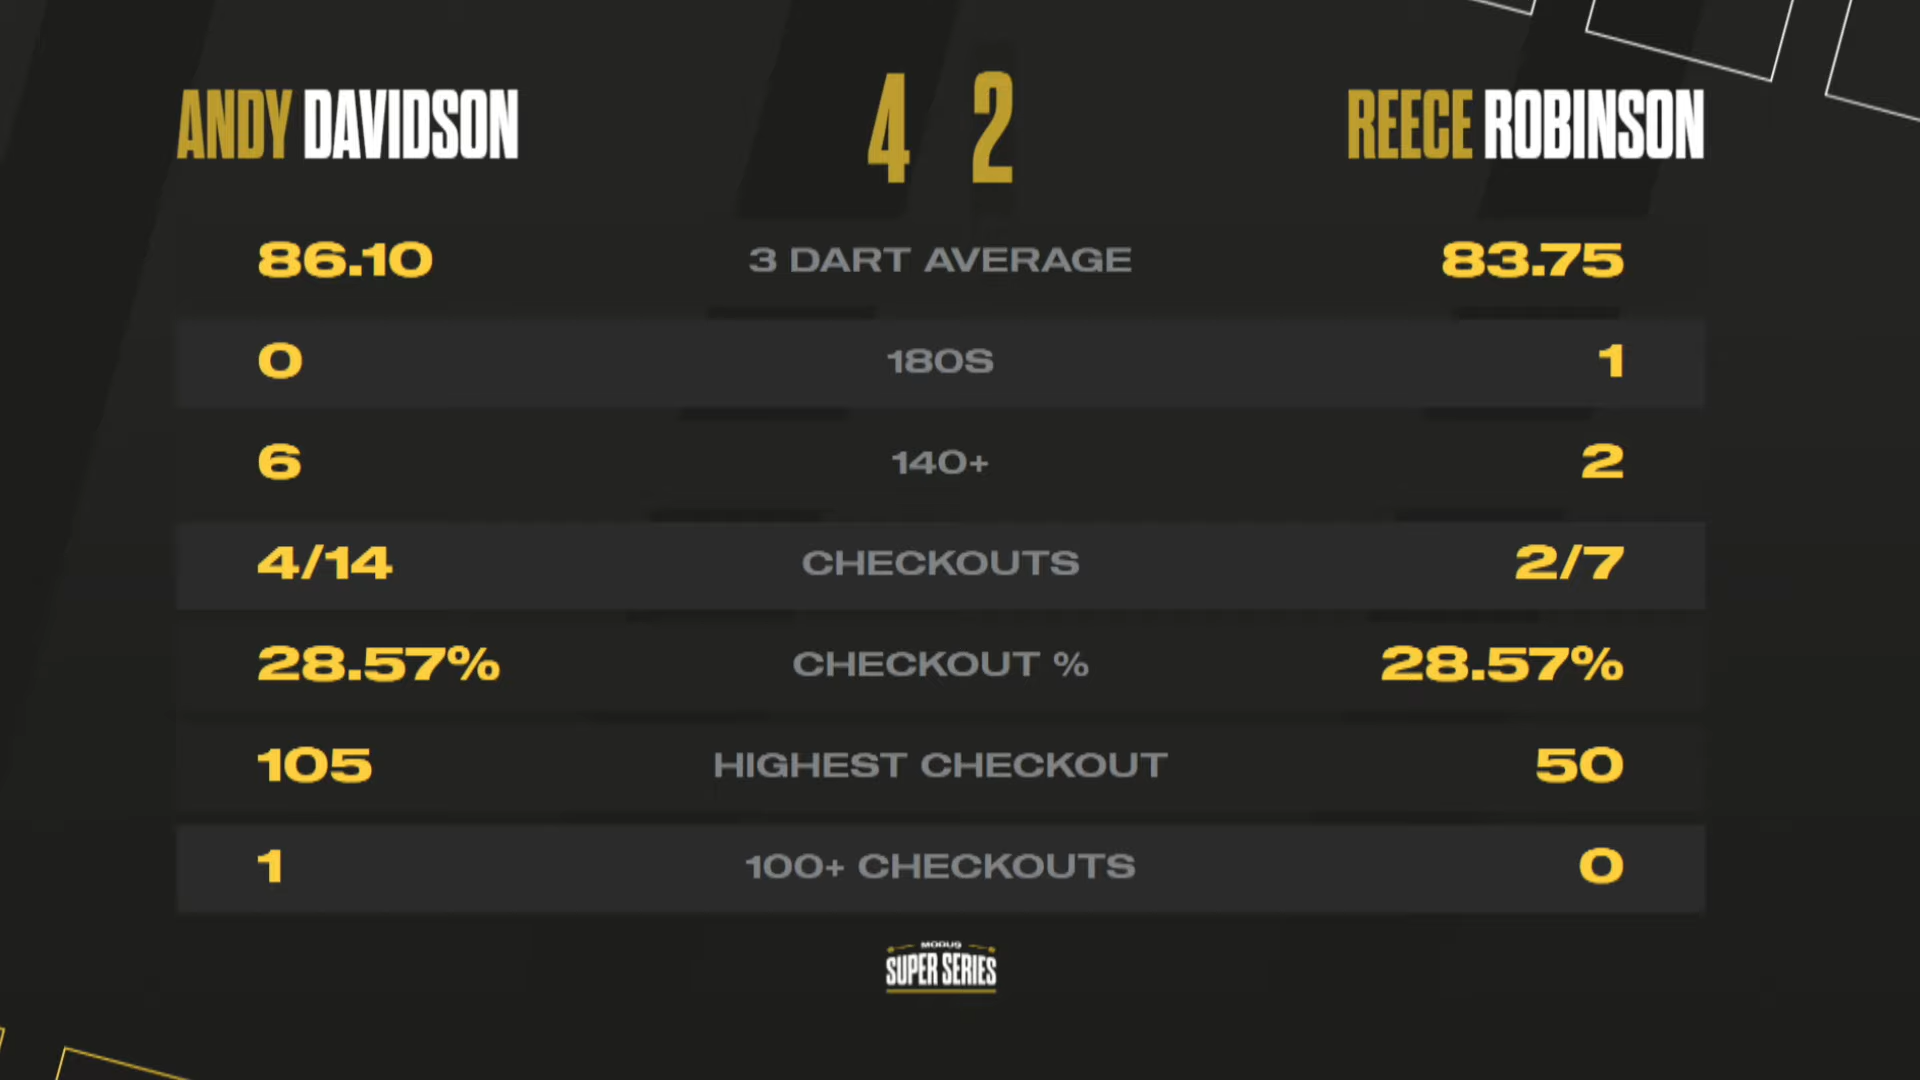 ANDY DAVIDSON 4 2 REECE ROBINSON
86.10 3 DART AVERAGE 83.75
0 180S 1
6 140+ 2
4/14 CHECKOUTS 2/7
28.57% CHECKOUT % 28.57%
105 HIGHEST CHECKOUT 50
1 100+ CHECKOUTS 0
MODUS
SUPER SERIES